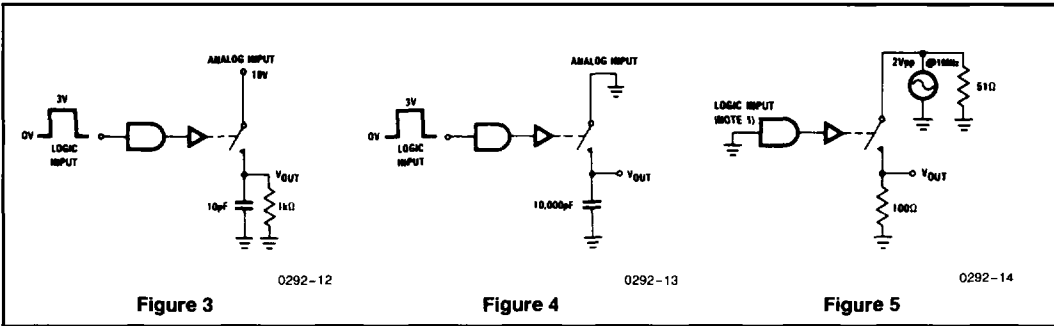 ANALOG INPUT
3V
0V
LOGIC
INPUT
VOUT
10pF
1kΩ
0292-12
Figure 3
ANALOG INPUT
3V
0V
LOGIC
INPUT
VOUT
10,000pF
0292-13
Figure 4
2Vpp
51Ω
LOGIC INPUT
(NOTE 1)
VOUT
100Ω
0292-14
Figure 5